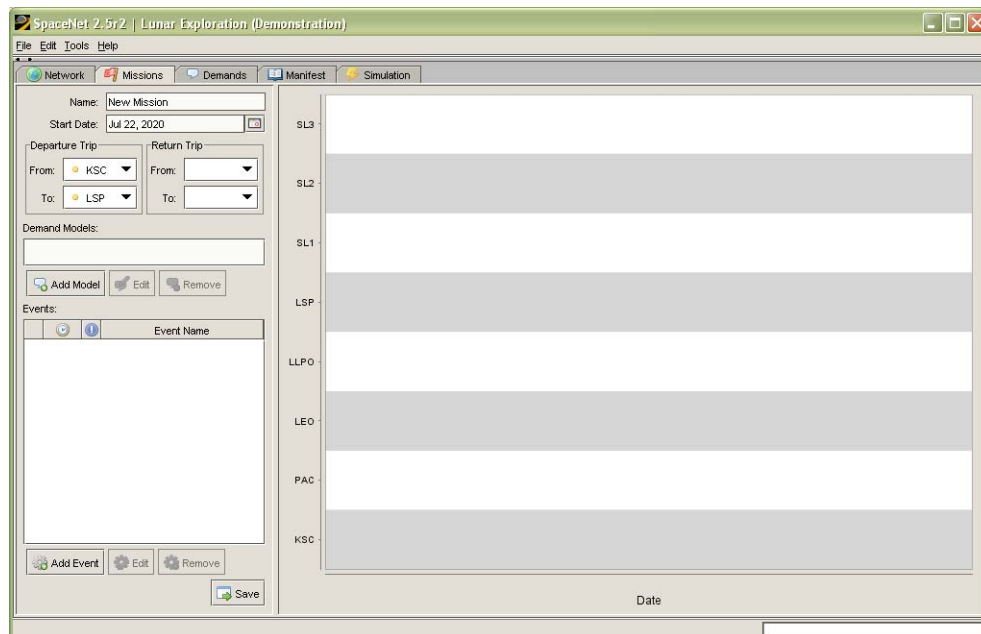 SpaceNet 2.5r2 | Lunar Exploration (Demonstration)
File Edit Tools Help
Network Missions Demands Manifest Simulation
Name: New Mission
Start Date: Jul 22, 2020
Departure Trip Return Trip
From: KSC From:
To: LSP To:
Demand Models:
Add Model Edit Remove
Events:
Event Name
Add Event Edit Remove
Save
SL3
SL2
SL1
LSP
LLPO
LEO
PAC
KSC
Date